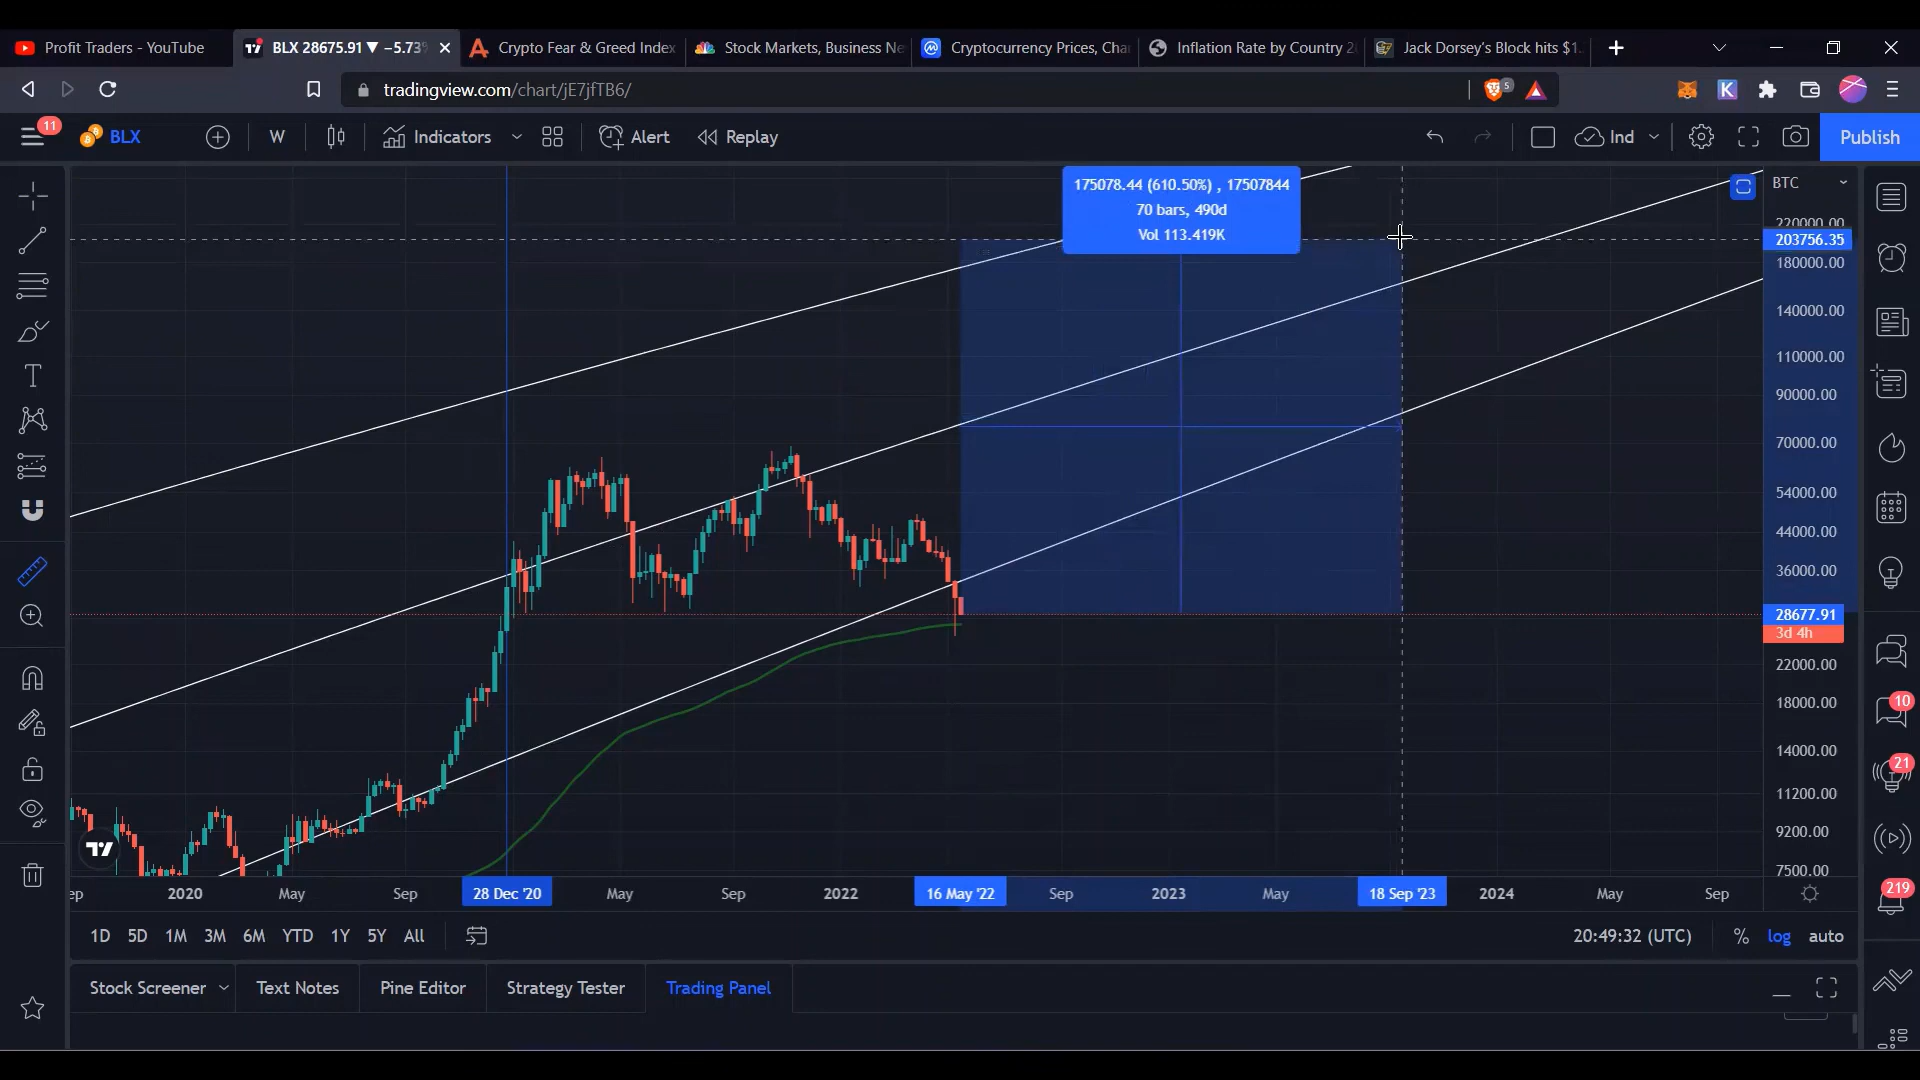 Profit Traders - YouTube
BLX 28675.91 ▼ −5.73%
Crypto Fear & Greed Index
Stock Markets, Business Ne
Cryptocurrency Prices, Cha
Inflation Rate by Country 2
Jack Dorsey's Block hits $1.
5
tradingview.com/chart/jE7jfTB6/
11
BLX
W
Indicators
Alert
Replay
Ind
Publish
175078.44 (610.50%) , 17507844
70 bars, 490d
Vol 113.419K
BTC
220000.00
203756.35
180000.00
140000.00
110000.00
90000.00
70000.00
54000.00
44000.00
36000.00
28677.91
3d 4h
22000.00
18000.00
14000.00
11200.00
9200.00
7500.00
10
21
219
ep
2020
May
Sep
28 Dec '20
May
Sep
2022
16 May '22
Sep
2023
May
18 Sep '23
2024
May
Sep
1D 5D 1M 3M 6M YTD 1Y 5Y All
20:49:32 (UTC)
% log auto
Stock Screener
Text Notes
Pine Editor
Strategy Tester
Trading Panel